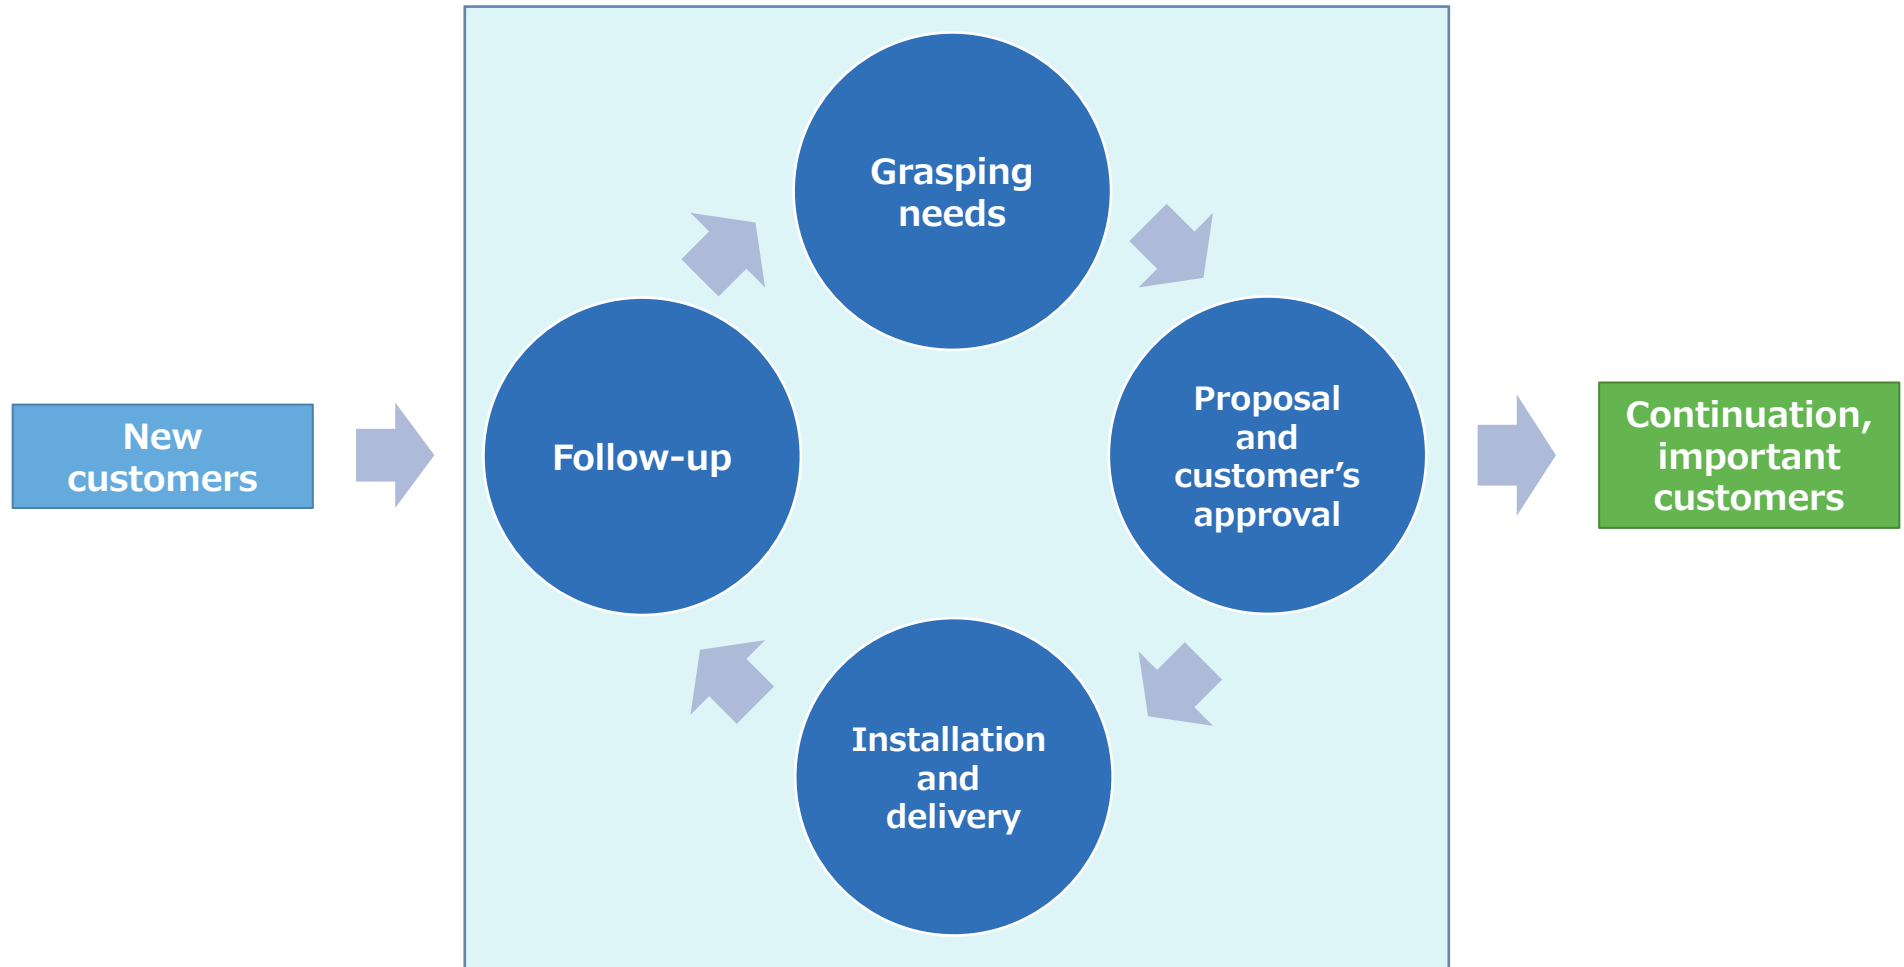 Grasping
needs
Proposal
and
customer’s
approval
Installation
and
delivery
Follow-up
New
customers
Continuation,
important
customers